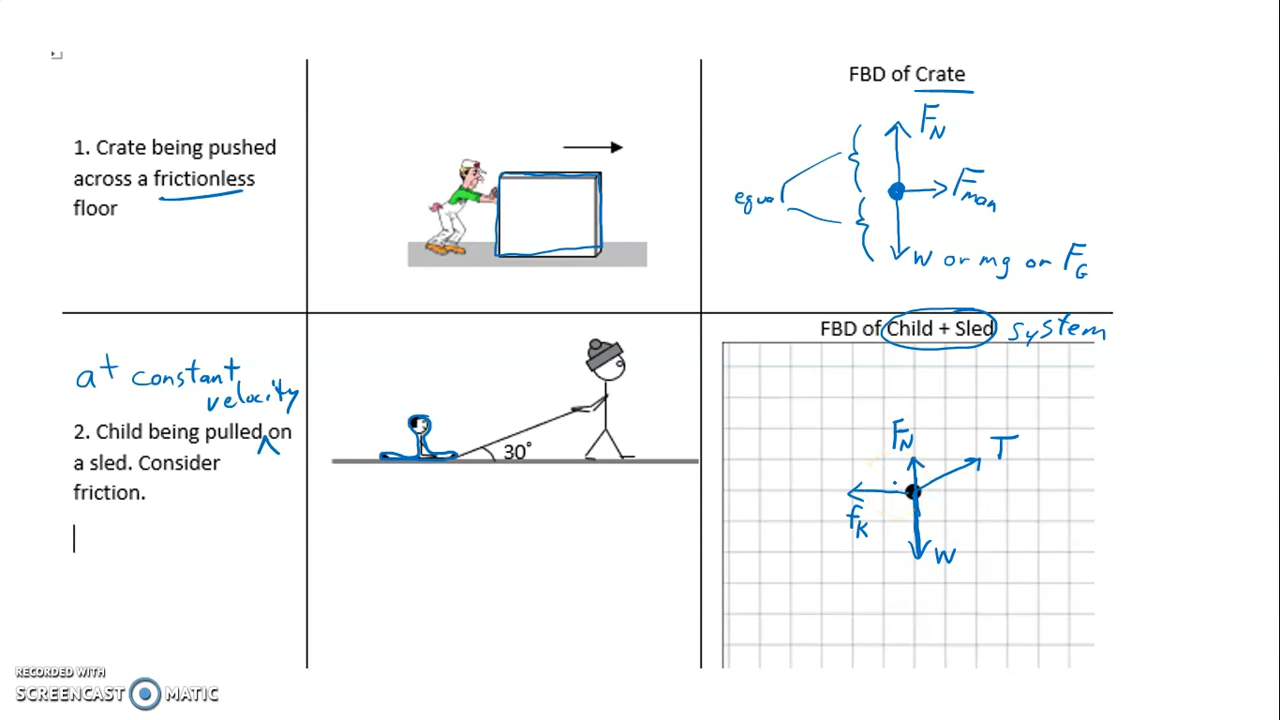 1. Crate being pushed
across a frictionless
floor
FBD of Crate
F_N
equal
F_man
W or mg or F_G
at constant
velocity
2. Child being pulled ^ on
a sled. Consider
friction.
30°
FBD of Child + Sled system
F_N
T
f_K
W
RECORDED WITH
SCREENCAST MATIC